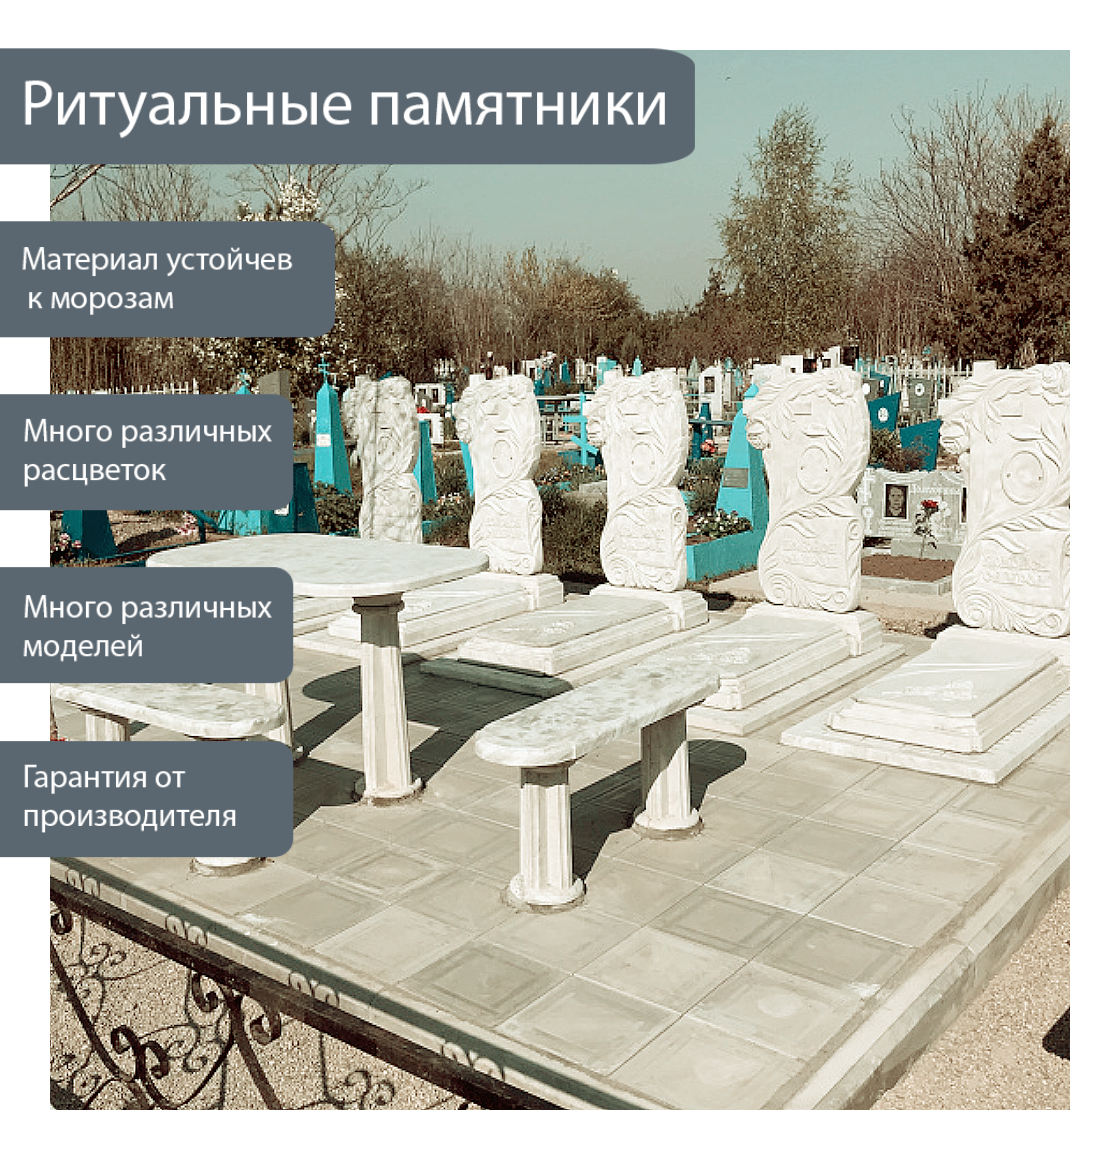 Ритуальные памятники
Материал устойчев
к морозам
Много различных
расцветок
Много различных
моделей
Гарантия от
производителя